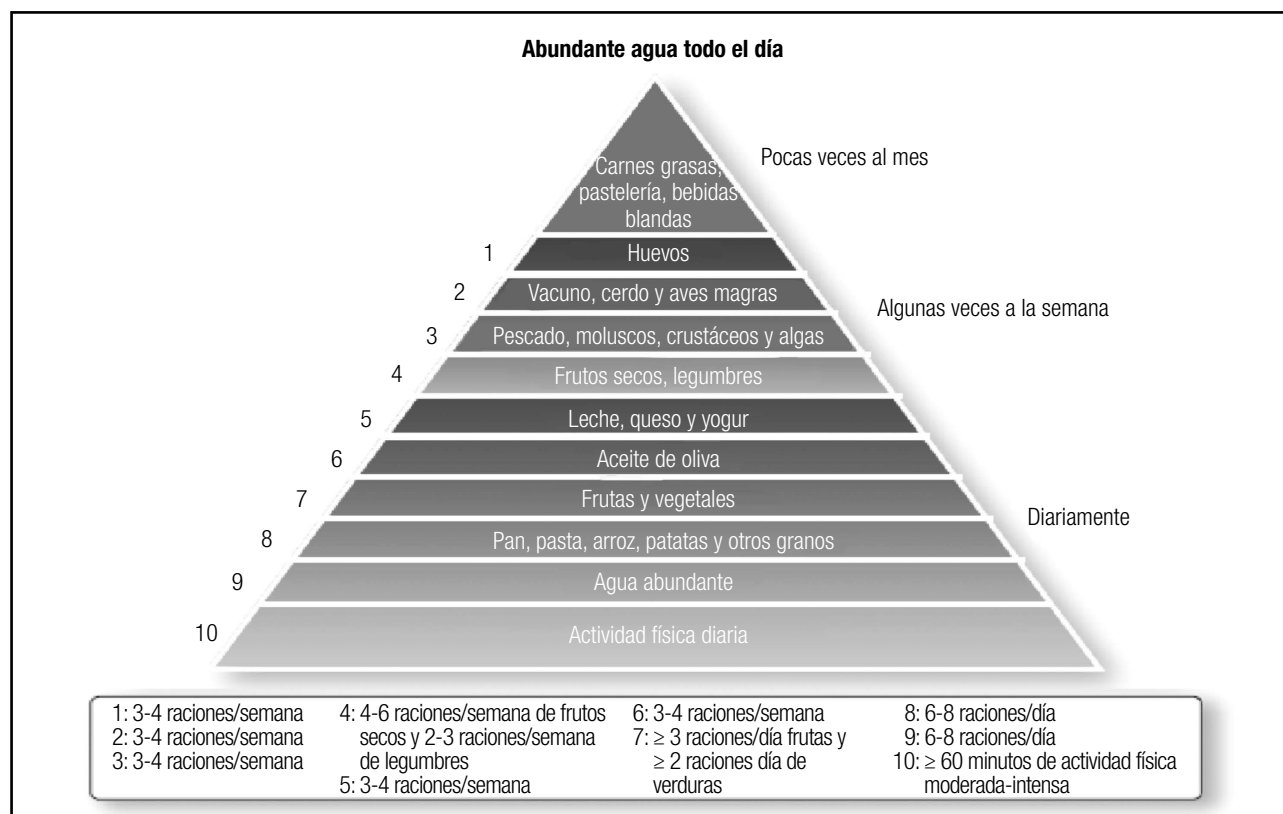 Abundante agua todo el día
Pocas veces al mes
Carnes grasas,
pastelería, bebidas
blandas
1
Huevos
2
Vacuno, cerdo y aves magras
Algunas veces a la semana
3
Pescado, moluscos, crustáceos y algas
4
Frutos secos, legumbres
5
Leche, queso y yogur
6
Aceite de oliva
7
Frutas y vegetales
Diariamente
8
Pan, pasta, arroz, patatas y otros granos
9
Agua abundante
10
Actividad física diaria
1: 3-4 raciones/semana
2: 3-4 raciones/semana
3: 3-4 raciones/semana
4: 4-6 raciones/semana de frutos
secos y 2-3 raciones/semana
de legumbres
5: 3-4 raciones/semana
6: 3-4 raciones/semana
7: ≥ 3 raciones/día frutas y
≥ 2 raciones día de
verduras
8: 6-8 raciones/día
9: 6-8 raciones/día
10: ≥ 60 minutos de actividad física
moderada-intensa